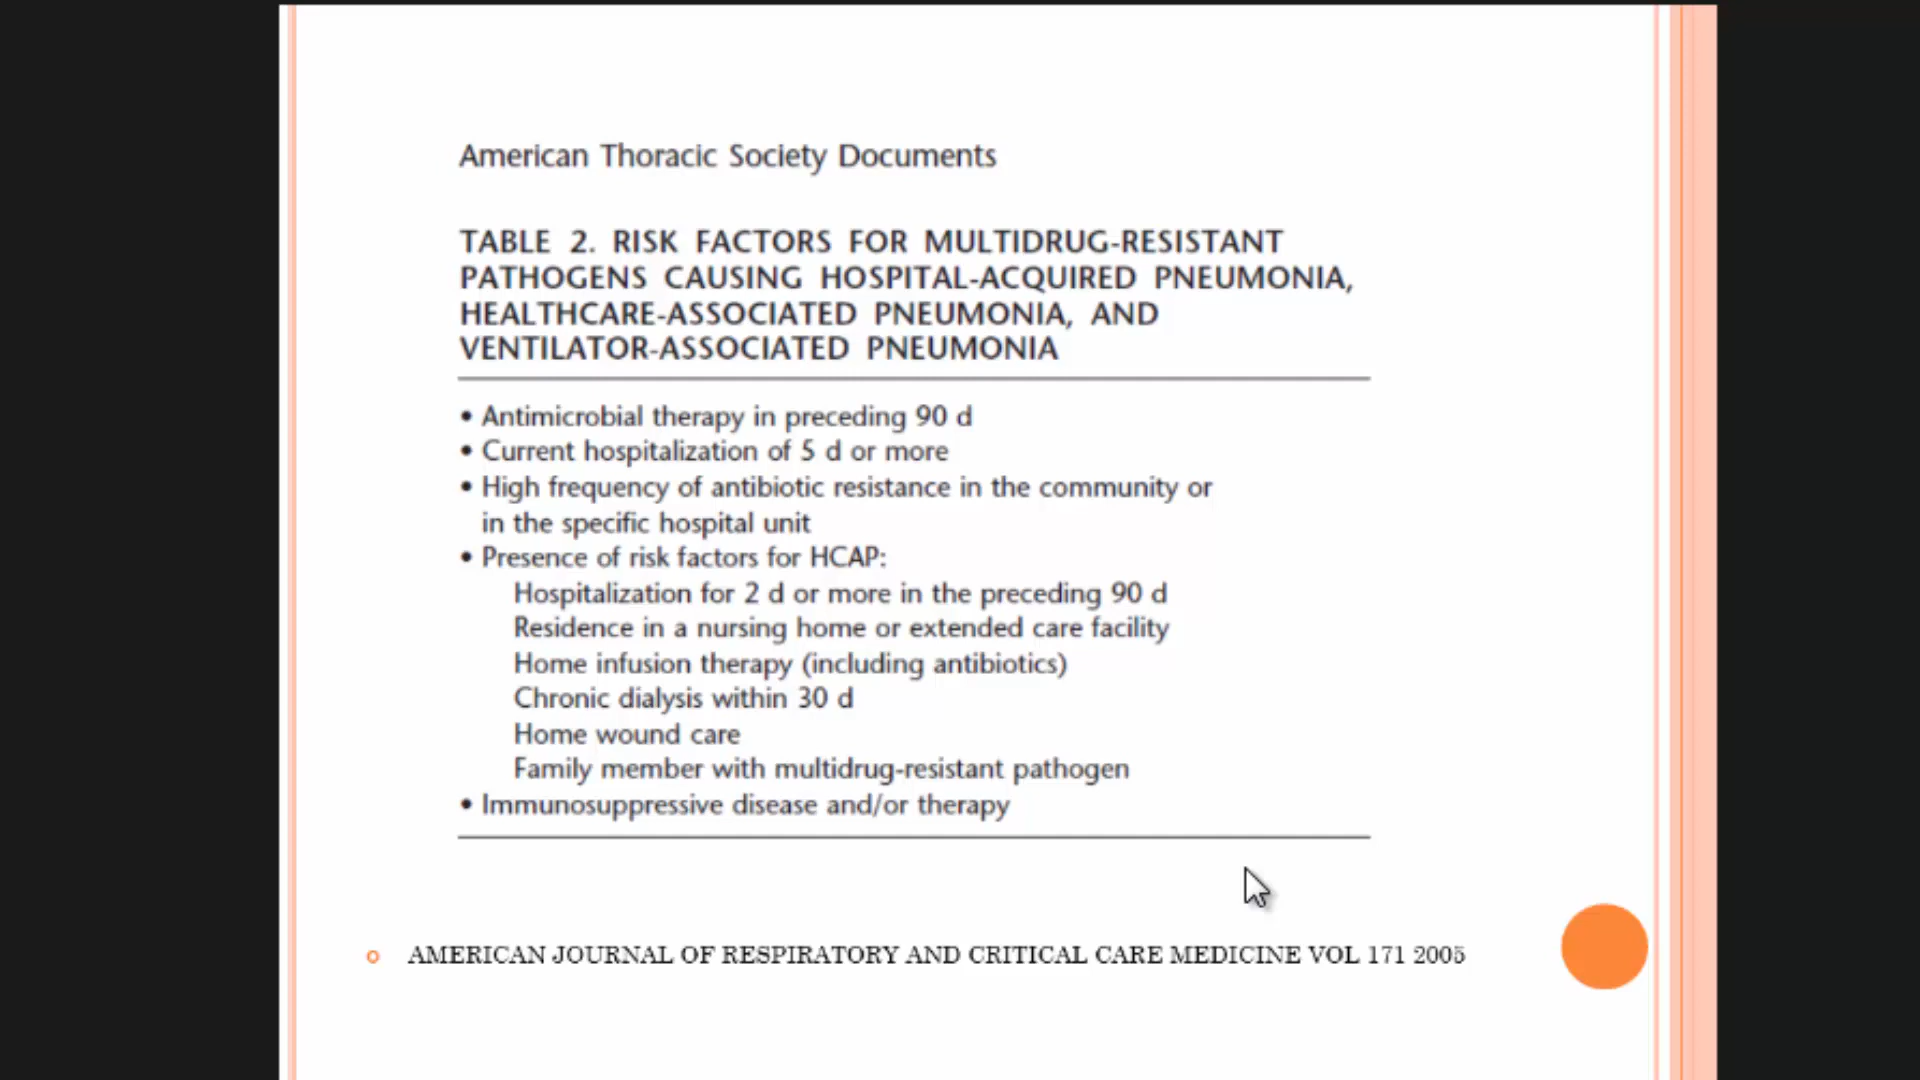 American Thoracic Society Documents
TABLE 2. RISK FACTORS FOR MULTIDRUG-RESISTANT
PATHOGENS CAUSING HOSPITAL-ACQUIRED PNEUMONIA,
HEALTHCARE-ASSOCIATED PNEUMONIA, AND
VENTILATOR-ASSOCIATED PNEUMONIA
• Antimicrobial therapy in preceding 90 d
• Current hospitalization of 5 d or more
• High frequency of antibiotic resistance in the community or
in the specific hospital unit
• Presence of risk factors for HCAP:
Hospitalization for 2 d or more in the preceding 90 d
Residence in a nursing home or extended care facility
Home infusion therapy (including antibiotics)
Chronic dialysis within 30 d
Home wound care
Family member with multidrug-resistant pathogen
• Immunosuppressive disease and/or therapy
AMERICAN JOURNAL OF RESPIRATORY AND CRITICAL CARE MEDICINE VOL 171 2005